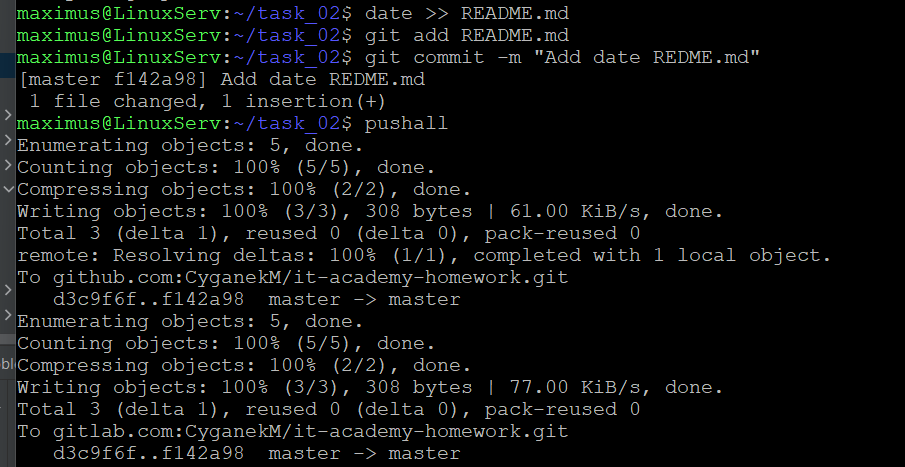 maximus@LinuxServ:~/task_02$ date >> README.md
maximus@LinuxServ:~/task_02$ git add README.md
maximus@LinuxServ:~/task_02$ git commit -m "Add date REDME.md"
[master f142a98] Add date REDME.md
 1 file changed, 1 insertion(+)
maximus@LinuxServ:~/task_02$ pushall
Enumerating objects: 5, done.
Counting objects: 100% (5/5), done.
Compressing objects: 100% (2/2), done.
Writing objects: 100% (3/3), 308 bytes | 61.00 KiB/s, done.
Total 3 (delta 1), reused 0 (delta 0), pack-reused 0
remote: Resolving deltas: 100% (1/1), completed with 1 local object.
To github.com:CyganekM/it-academy-homework.git
   d3c9f6f..f142a98  master -> master
Enumerating objects: 5, done.
Counting objects: 100% (5/5), done.
Compressing objects: 100% (2/2), done.
Writing objects: 100% (3/3), 308 bytes | 77.00 KiB/s, done.
Total 3 (delta 1), reused 0 (delta 0), pack-reused 0
To gitlab.com:CyganekM/it-academy-homework.git
   d3c9f6f..f142a98  master -> master